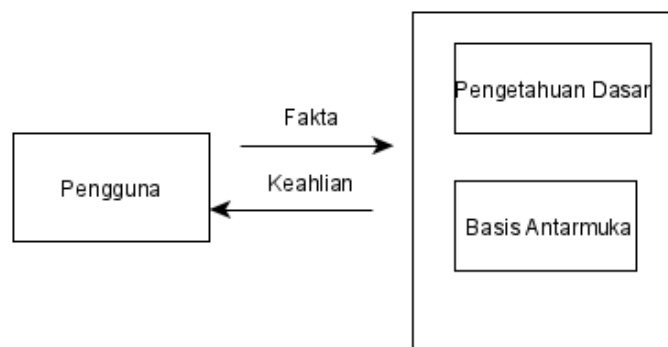 Pengetahuan Dasar
Fakta
Pengguna
Keahlian
Basis Antarmuka